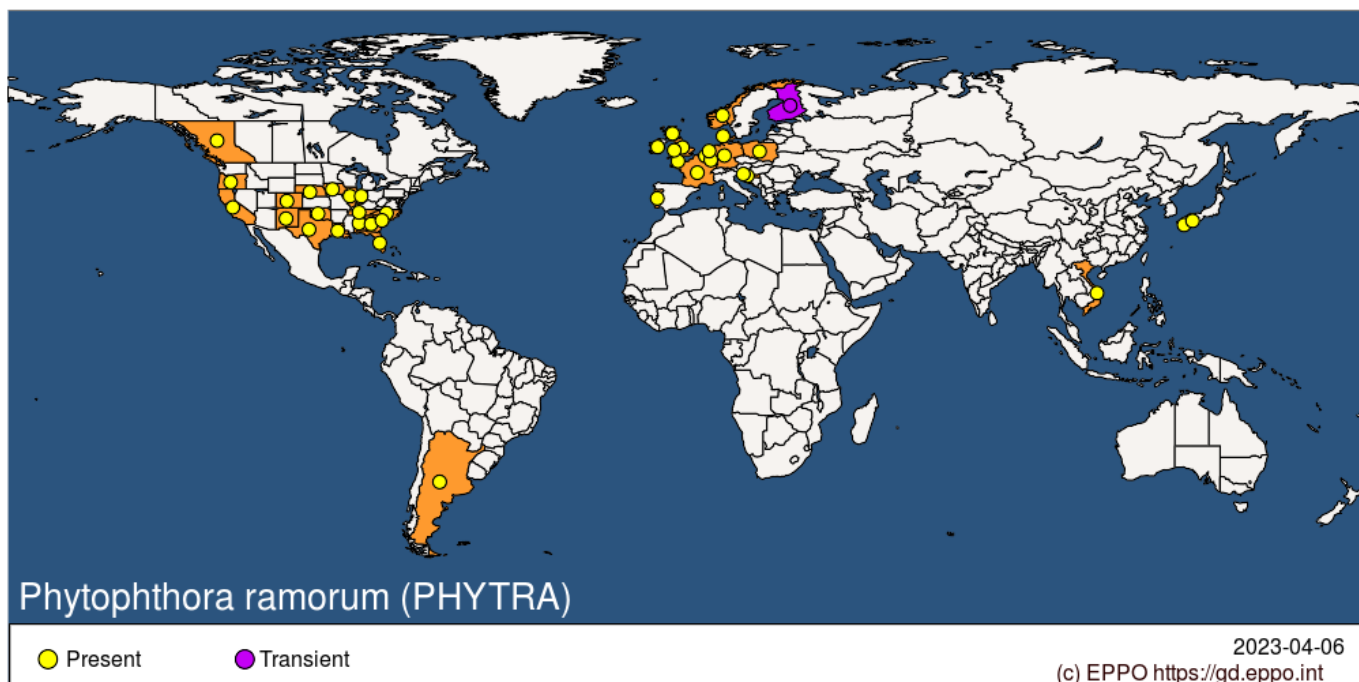 Phytophthora ramorum (PHYTRA)
Present
Transient
2023-04-06
(c) EPPO https://gd.eppo.int